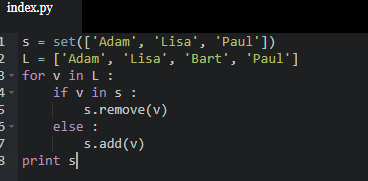 index.py
1 s = set(['Adam', 'Lisa', 'Paul'])
2 L = ['Adam', 'Lisa', 'Bart', 'Paul']
3 for v in L :
4     if v in s :
5         s.remove(v)
6     else :
7         s.add(v)
8 print s